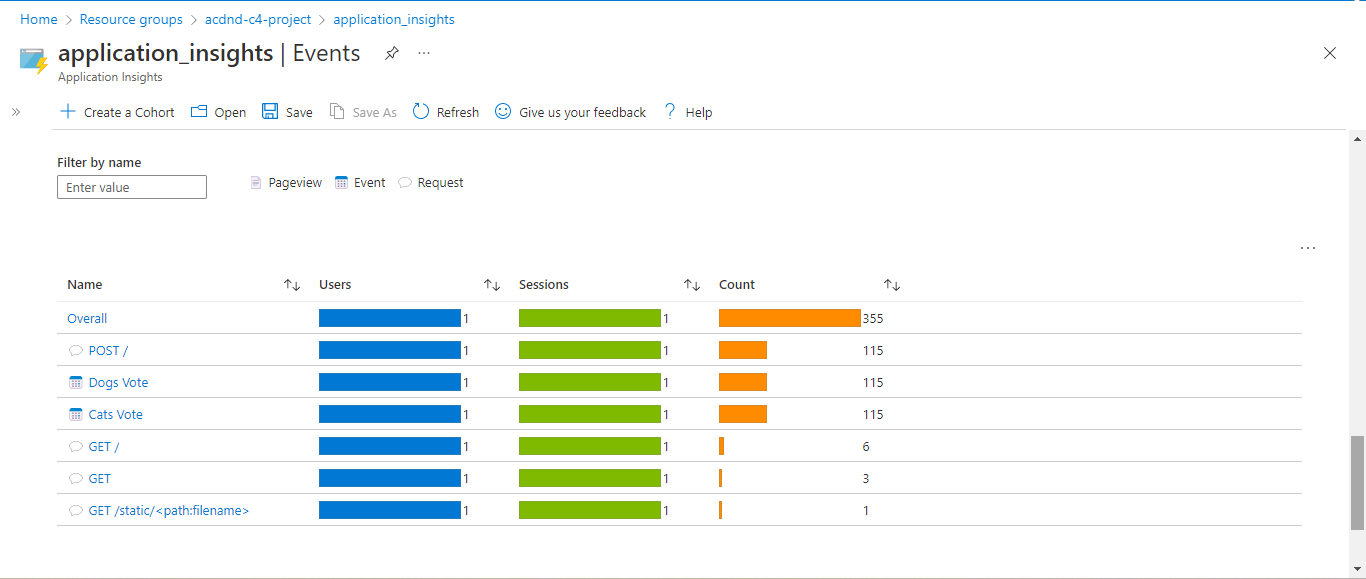 Home > Resource groups > acdnd-c4-project > application_insights
application_insights | Events ...
Application Insights
» + Create a Cohort Open Save Save As Refresh Give us your feedback ? Help
Filter by name
Enter value Pageview Event Request
...
Name ↑↓ Users ↑↓ Sessions ↑↓ Count ↑↓
Overall 1 1 355
POST / 1 1 115
Dogs Vote 1 1 115
Cats Vote 1 1 115
GET / 1 1 6
GET 1 1 3
GET /static/<path:filename> 1 1 1